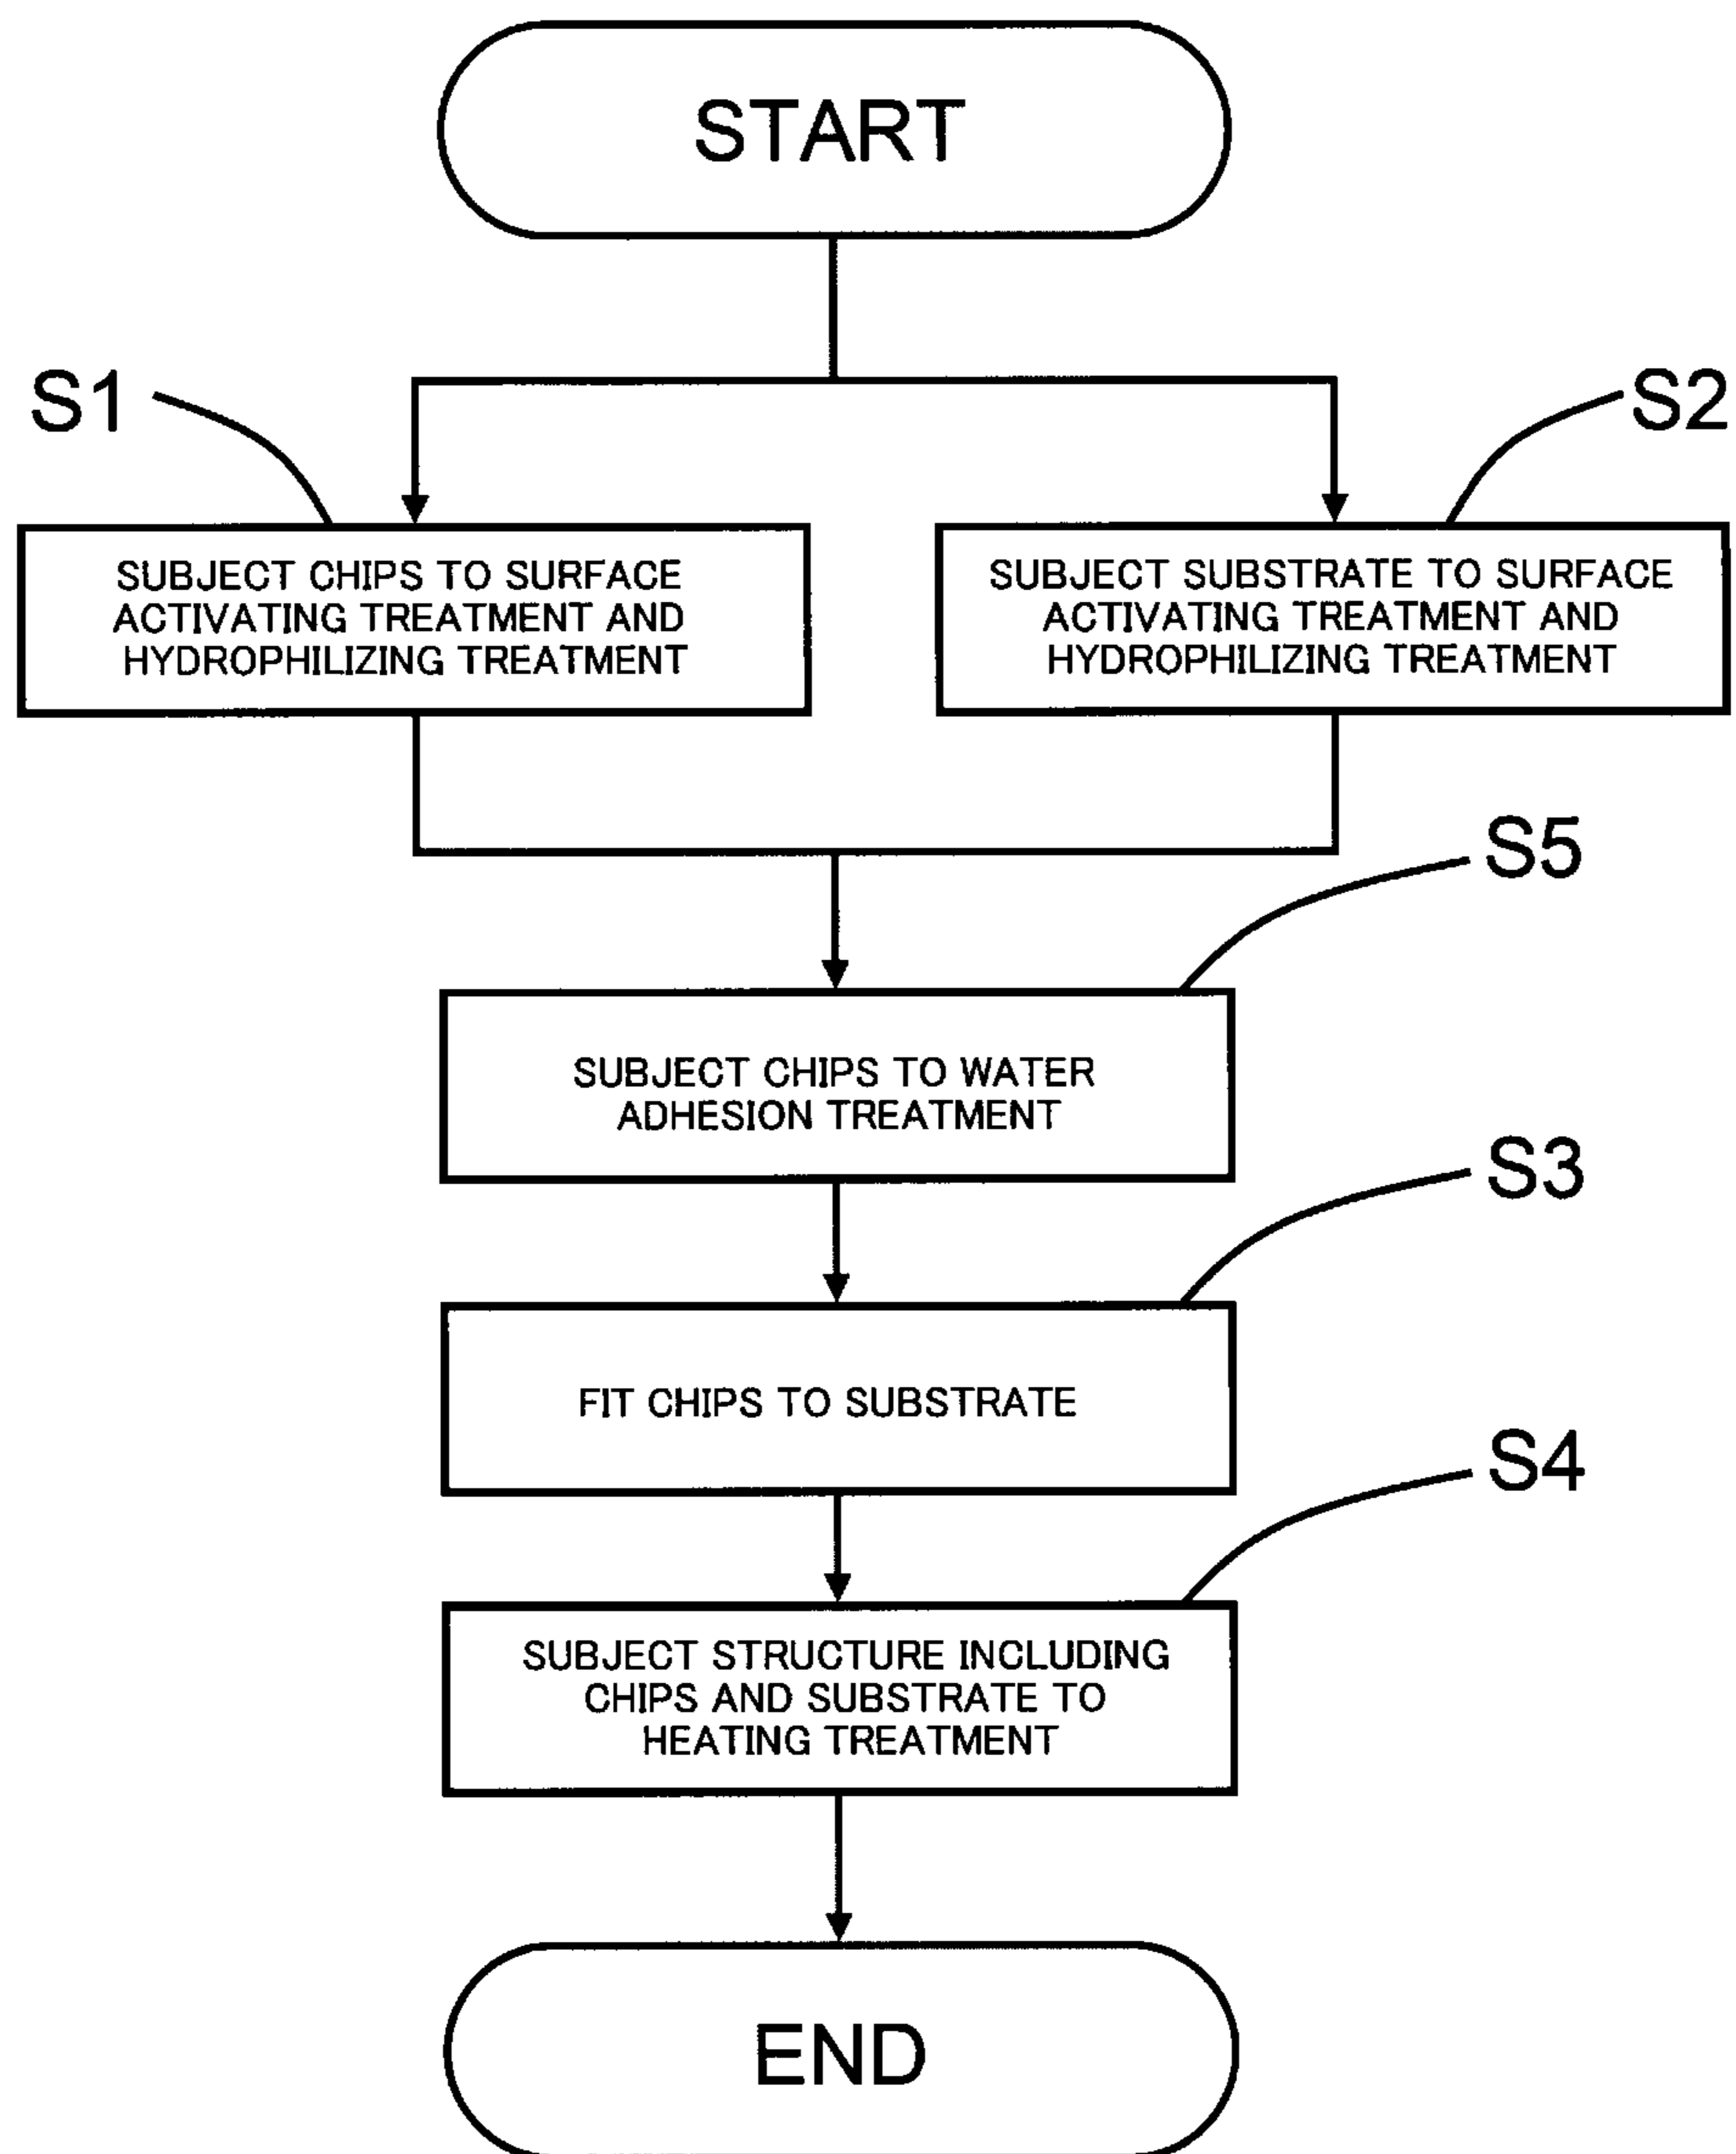 START
S1
S2
SUBJECT CHIPS TO SURFACE
ACTIVATING TREATMENT AND
HYDROPHILIZING TREATMENT
SUBJECT SUBSTRATE TO SURFACE
ACTIVATING TREATMENT AND
HYDROPHILIZING TREATMENT
S5
SUBJECT CHIPS TO WATER
ADHESION TREATMENT
S3
FIT CHIPS TO SUBSTRATE
S4
SUBJECT STRUCTURE INCLUDING
CHIPS AND SUBSTRATE TO
HEATING TREATMENT
END